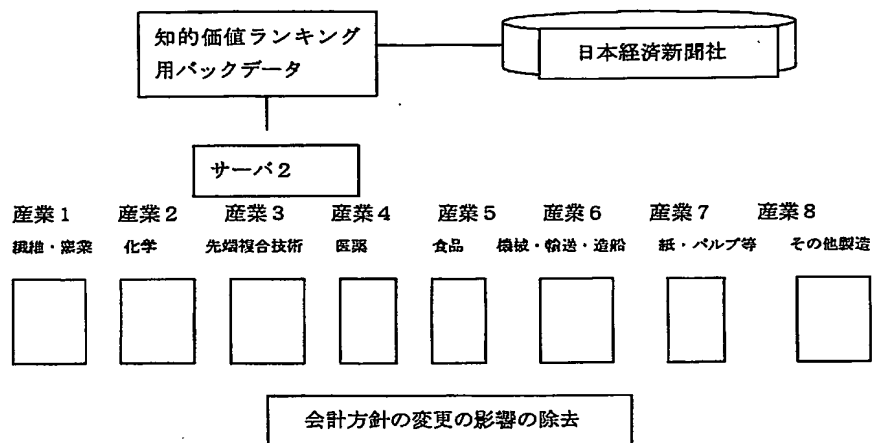 知的価値ランキング
用バックデータ
日本経済新聞社
サーバ2
産業1 産業2 産業3 産業4 産業5 産業6 産業7 産業8
繊維・窯業 化学 先端複合技術 医薬 食品 機械・輸送・造船 紙・パルプ等 その他製造
会計方針の変更の影響の除去